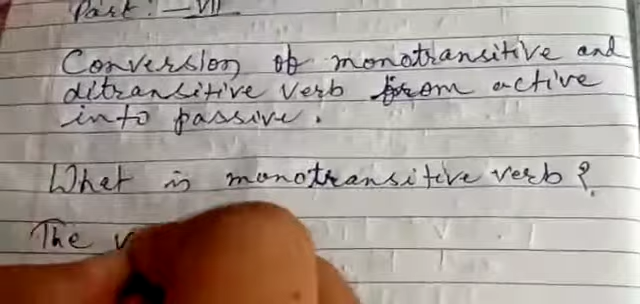 Part: - VII
Conversion of monotransitive and
ditransitive verb from active
into passive.
What is monotransitive verb?
The v